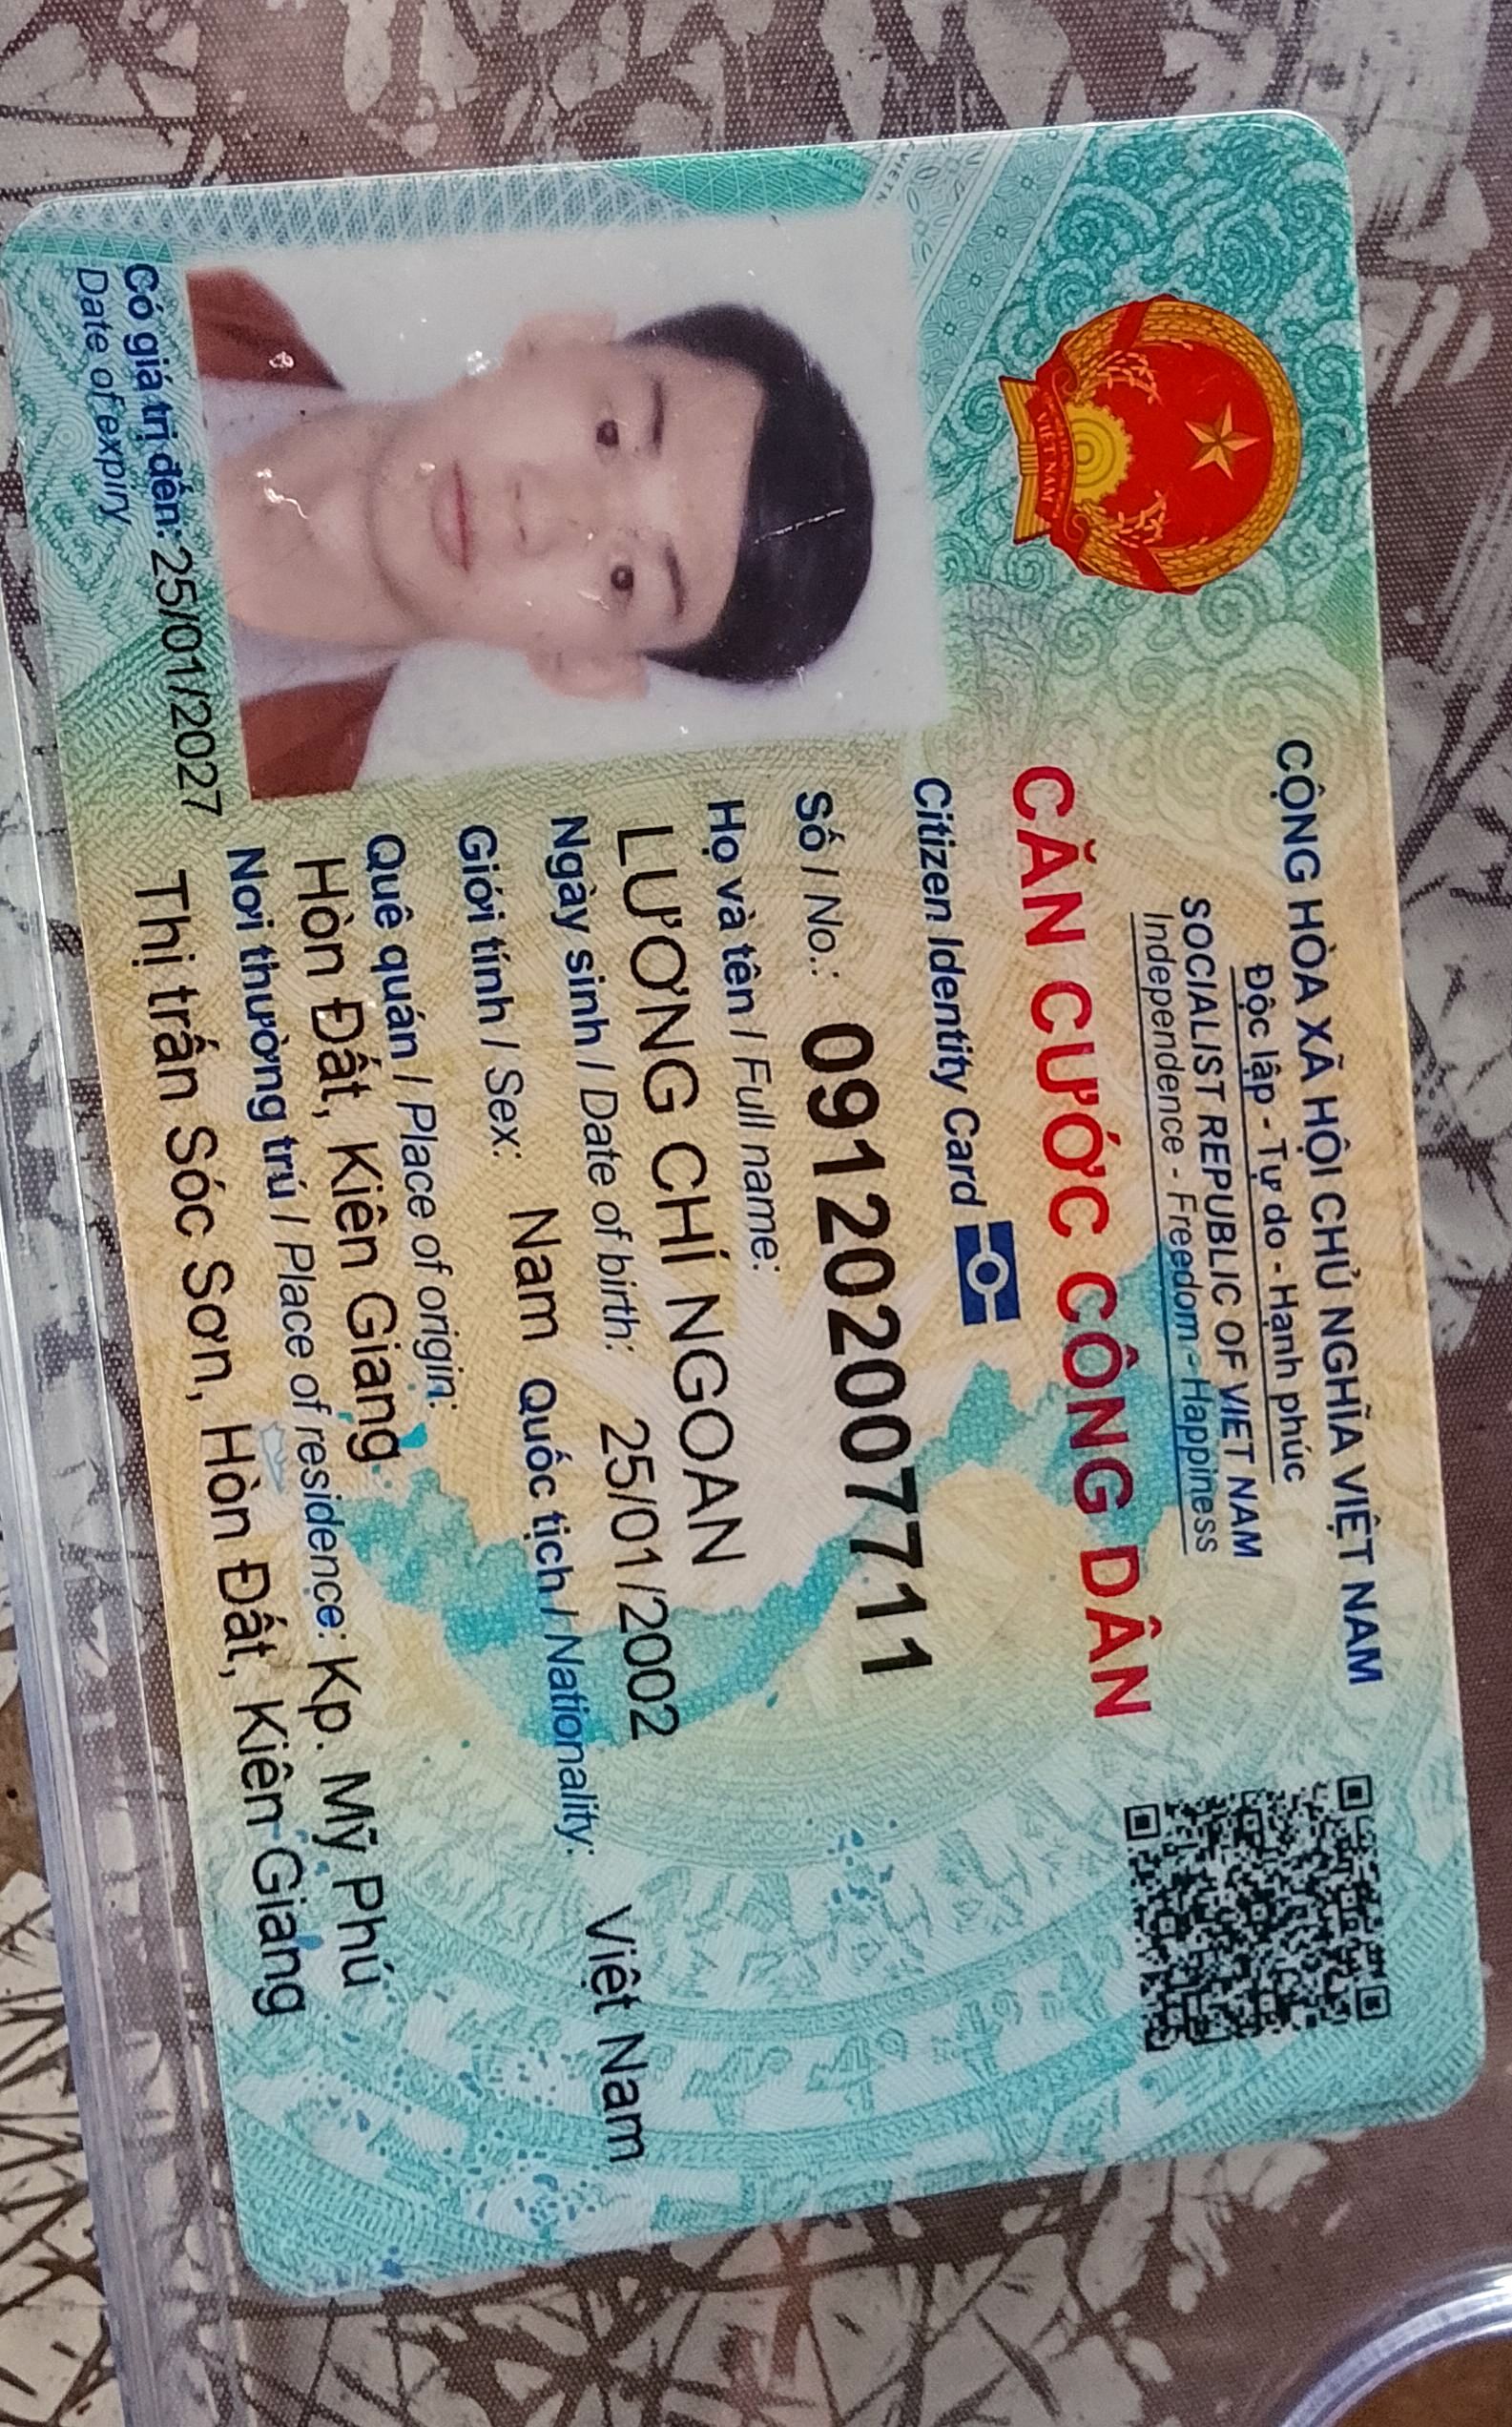 CỘNG HÒA XÃ HỘI CHỦ NGHĨA VIỆT NAM
Độc lập - Tự do - Hạnh phúc
SOCIALIST REPUBLIC OF VIET NAM
Independence - Freedom - Happiness
CĂN CƯỚC CÔNG DÂN
Citizen Identity Card
Số / No.: 091202007711
Họ và tên / Full name:
LƯƠNG CHÍ NGOAN
Ngày sinh / Date of birth: 25/01/2002
Giới tính / Sex: Nam Quốc tịch / Nationality: Việt Nam
Quê quán / Place of origin:
Hòn Đất, Kiên Giang
Nơi thường trú / Place of residence: Kp. Mỹ Phú
Thị trấn Sóc Sơn, Hòn Đất, Kiên Giang
Có giá trị đến: 25/01/2027
Date of expiry
VIỆT NAM